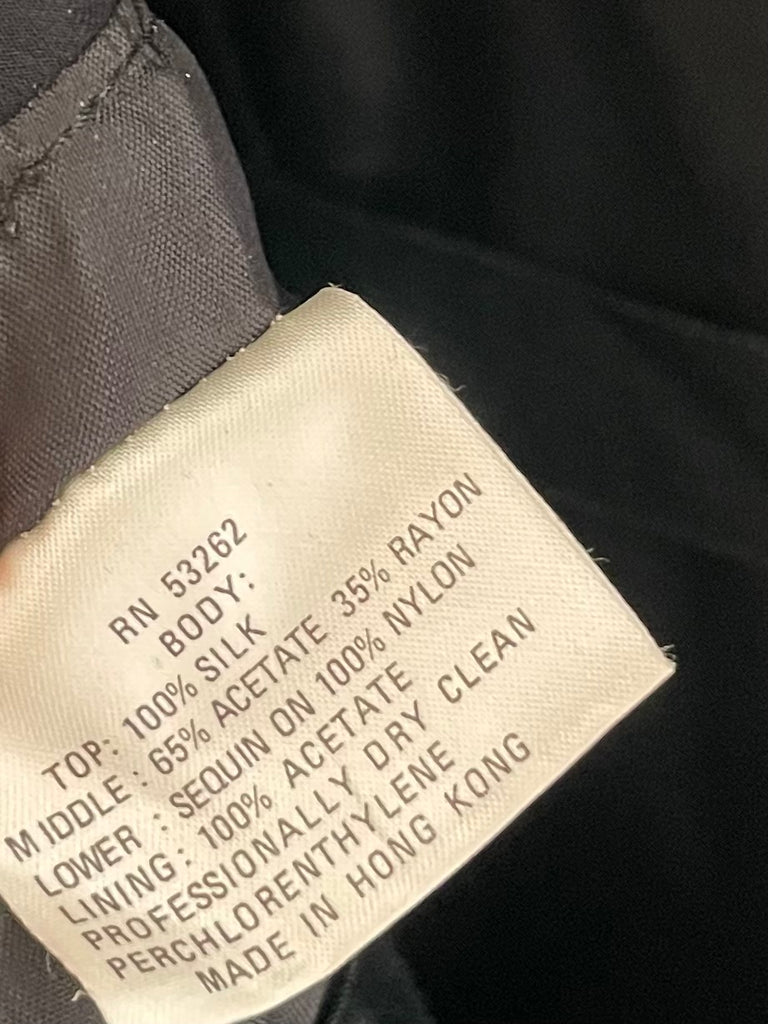 RN 53262
BODY:
TOP: 100% SILK
MIDDLE: 65% ACETATE 35% RAYON
LOWER: SEQUIN ON 100% NYLON
LINING: 100% ACETATE
PROFESSIONALLY DRY CLEAN
PERCHLORENTHYLENE
MADE IN HONG KONG